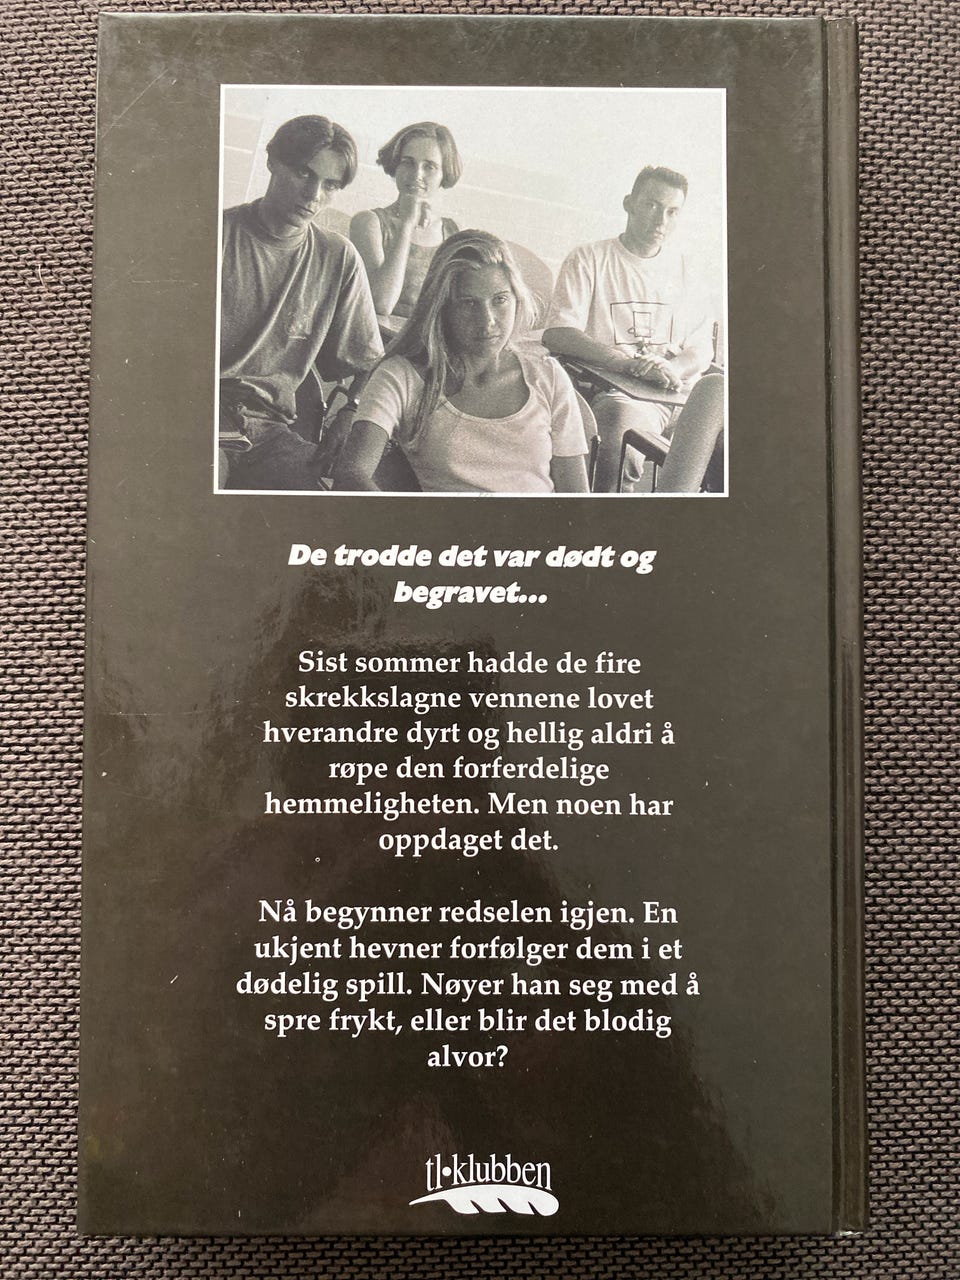 De trodde det var dødt og
begravet...
Sist sommer hadde de fire
skrekkslagne vennene lovet
hverandre dyrt og hellig aldri å
røpe den forferdelige
hemmeligheten. Men noen har
oppdaget det.
Nå begynner redselen igjen. En
ukjent hevner forfølger dem i et
dødelig spill. Nøyer han seg med å
spre frykt, eller blir det blodig
alvor?
tl•klubben